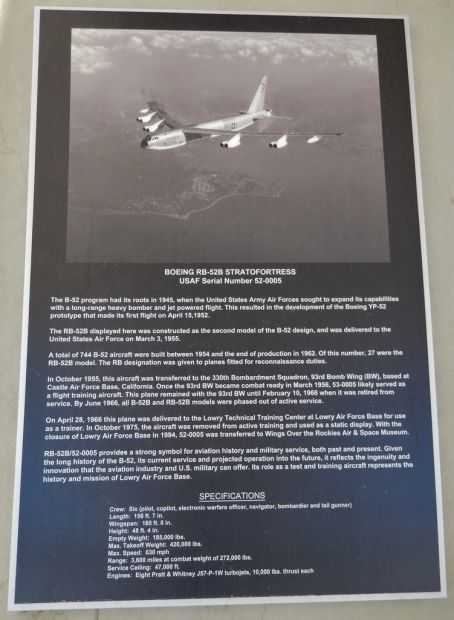 BOEING RB-52B STRATOFORTRESS
USAF Serial Number 52-0005
The B-52 program had its roots in 1945, when the United States Army Air Forces sought to expand its capabilities
with a long-range heavy bomber and jet powered flight. This resulted in the development of the Boeing YP-52
prototype that made its first flight on April 15,1952.
The RB-52B displayed here was constructed as the second model of the B-52 design, and was delivered to the
United States Air Force on March 3, 1955.
A total of 744 B-52 aircraft were built between 1954 and the end of production in 1962. Of this number, 27 were the
RB-52B model. The RB designation was given to planes fitted for reconnaissance duties.
In October 1955, this aircraft was transferred to the 330th Bombardment Squadron, 93rd Bomb Wing (BW), based at
Castle Air Force Base, California. Once the 93rd BW became combat ready in March 1956, 53-0005 likely served as
a flight training aircraft. This plane remained with the 93rd until February 10, 1966 when it was retired from
service. By June 1966, all B-52B and RB-52B models were phased out of active service.
On April 28, 1966 this plane was delivered to the Lowry Technical Training Center at Lowry Air Force Base for use
as a trainer. In October 1975, the aircraft was removed from active training and used as a static display. With the
closure of Lowry Air Force Base in 1994, 52-0005 was transferred to Wings Over the Rockies Air & Space Museum.
RB-52B/52-0005 provides a strong symbol for aviation history and military service, both past and present. Given
the long history of the B-52, its current service and projected operation into the future, it reflects the ingenuity and
innovation that the aviation industry and U.S. military can offer. Its role as a test and training aircraft represents the
history and mission of Lowry Air Force Base.
SPECIFICATIONS
Crew: Six (pilot, copilot, electronic warfare officer, navigator, bombardier and tail gunner)
Length: 156 ft. 7 in.
Wingspan: 185 ft. 0 in.
Height: 48 ft. 4 in.
Empty Weight: 185,000 lbs.
Max. Takeoff Weight: 420,000 lbs.
Max. Speed: 630 mph
Range: 3,600 miles at combat weight of 272,000 lbs.
Service Ceiling: 47,000 ft.
Engines: Eight Pratt & Whitney J57-P-1W turbojets, 10,000 lbs. thrust each